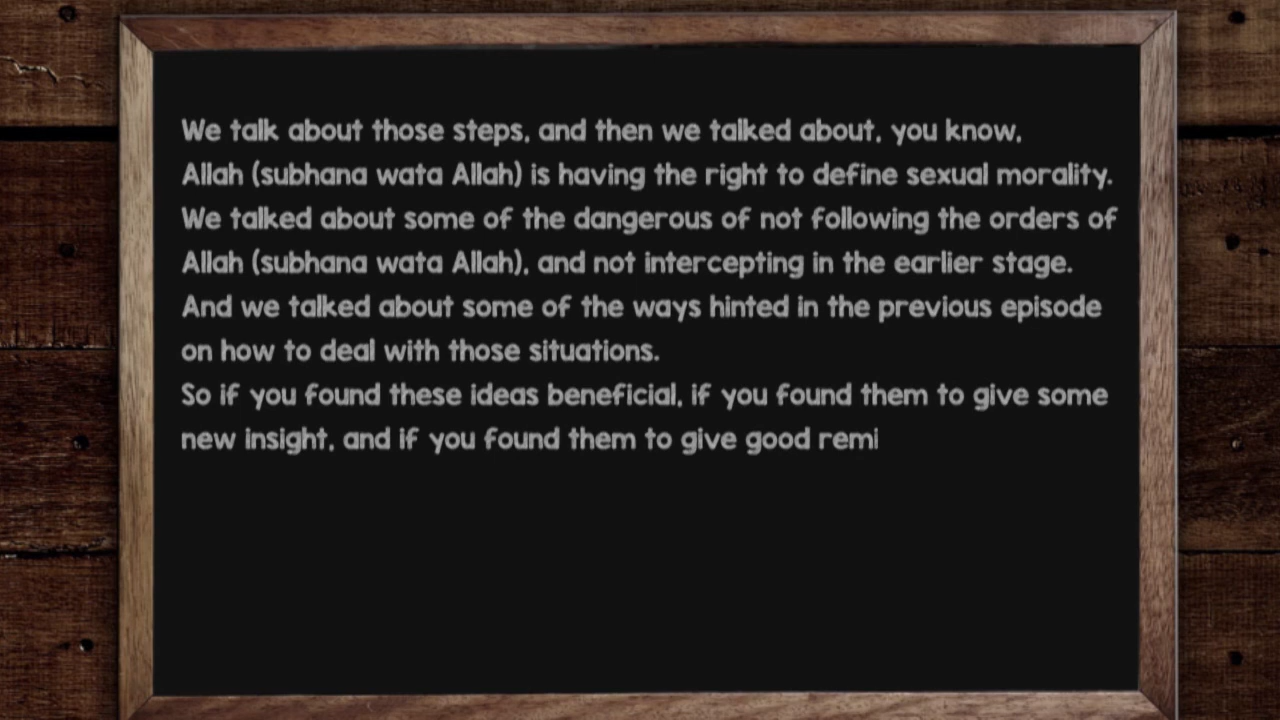 We talk about those steps, and then we talked about, you know,
Allah (subhana wata Allah) is having the right to define sexual morality.
We talked about some of the dangerous of not following the orders of
Allah (subhana wata Allah), and not intercepting in the earlier stage.
And we talked about some of the ways hinted in the previous episode
on how to deal with those situations.
So if you found these ideas beneficial, if you found them to give some
new insight, and if you found them to give good remi